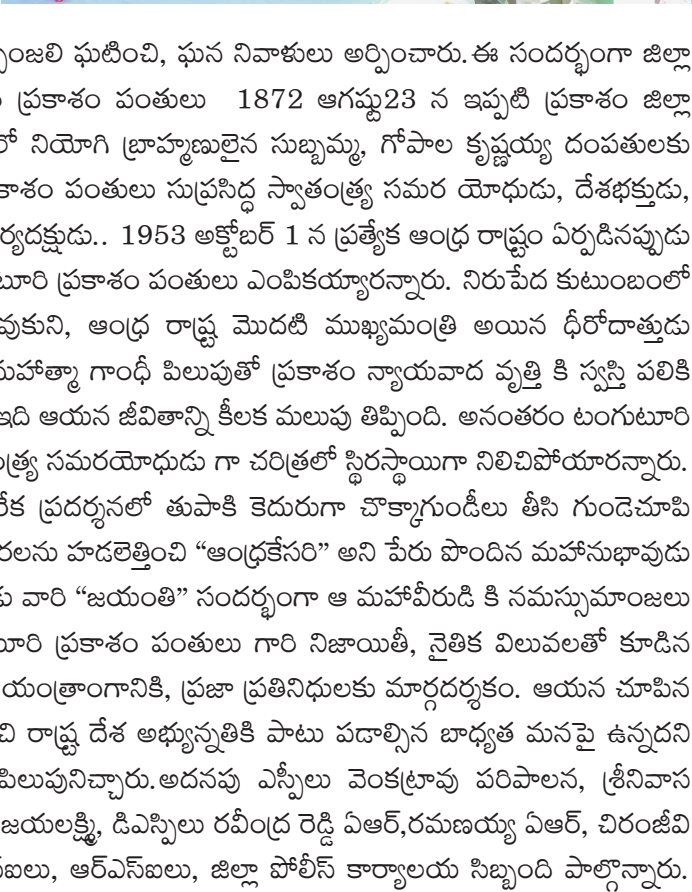 ఘటించి, ఘన నివాళులు అర్పించారు.ఈ సందర్భంగా జిల్లా
ప్రకాశం పంతులు 1872 ఆగష్టు23 న ఇప్పటి ప్రకాశం జిల్లా
నియోగి బ్రాహ్మణులైన సుబ్బమ్మ, గోపాల కృష్ణయ్య దంపతులకు
పంతులు సుప్రసిద్ధ స్వాతంత్ర్య సమర యోధుడు, దేశభక్తుడు,
1953 అక్టోబర్ 1 న ప్రత్యేక ఆంధ్ర రాష్ట్రం ఏర్పడినప్పుడు
ప్రకాశం పంతులు ఎంపికయ్యారన్నారు. నిరుపేద కుటుంబంలో
ఆంధ్ర రాష్ట్ర మొదటి ముఖ్యమంత్రి అయిన ధీరోదాత్తుడు
మహాత్మా గాంధీ పిలుపుతో ప్రకాశం న్యాయవాద వృత్తి కి స్వస్తి పలికి
ఇది ఆయన జీవితాన్ని కీలక మలుపు తిప్పింది. అనంతరం టంగుటూరి
సమరయోధుడు గా చరిత్రలో స్థిరస్థాయిగా నిలిచిపోయారన్నారు.
ప్రదర్శనలో తుపాకి కెదురుగా చొక్కాగుండీలు తీసి గుండెచూపి
హడలెత్తించి “ఆంధ్రకేసరి” అని పేరు పొందిన మహానుభావుడు
వారి “జయంతి” సందర్భంగా ఆ మహావీరుడి కి నమస్సుమాంజలు
ప్రకాశం పంతులు గారి నిజాయితీ, నైతిక విలువలతో కూడిన
యంత్రాంగానికి, ప్రజా ప్రతినిధులకు మార్గదర్శకం. ఆయన చూపిన
రాష్ట్ర దేశ అభ్యున్నతికి పాటు పడాల్సిన బాధ్యత మనపై ఉన్నదని
పిలుపునిచ్చారు.అదనపు ఎస్పీలు వెంకట్రావు పరిపాలన, శ్రీనివాస
జయలక్ష్మి, డిఎస్పిలు రవీంద్ర రెడ్డి ఏఆర్,రమణయ్య ఏఆర్, చిరంజీవి
ఆర్ఎస్ఐలు, జిల్లా పోలీస్ కార్యాలయ సిబ్బంది పాల్గొన్నారు.